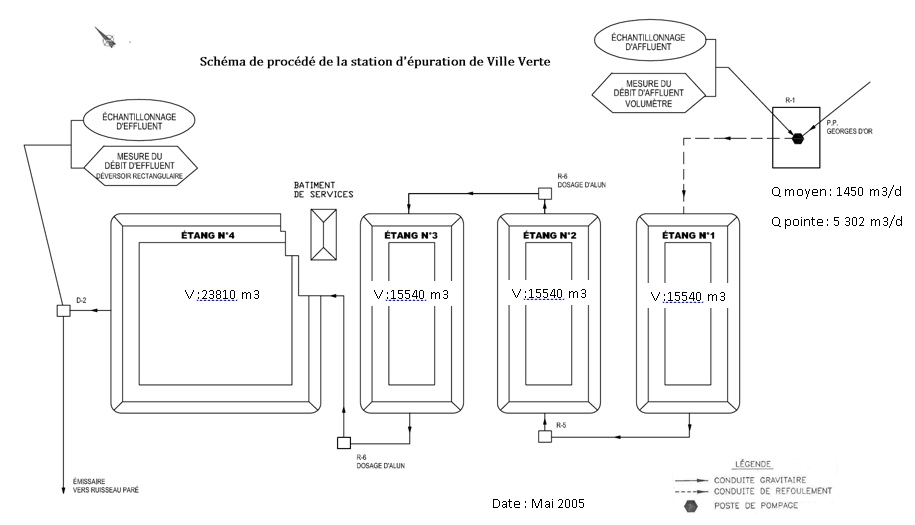 Schéma de procédé de la station d'épuration de Ville Verte
ÉCHANTILLONNAGE
D'AFFLUENT
MESURE DU
DÉBIT D'AFFLUENT
VOLUMÈTRE
R-1
P.P.
GEORGES D'OR
Q moyen : 1450 m3/d
Q pointe : 5 302 m3/d
ÉCHANTILLONNAGE
D'EFFLUENT
MESURE DU
DÉBIT D'EFFLUENT
DÉVERSOIR RECTANGULAIRE
BATIMENT
DE SERVICES
R-6
DOSAGE D'ALUN
ÉTANG N°4
ÉTANG N°3
ÉTANG N°2
ÉTANG N°1
V :23810 m3
V :15540 m3
V :15540 m3
V :15540 m3
D-2
R-5
R-6
DOSAGE D'ALUN
ÉMISSAIRE
VERS RUISSEAU PARÉ
Date : Mai 2005
LÉGENDE
CONDUITE GRAVITAIRE
CONDUITE DE REFOULEMENT
POSTE DE POMPAGE